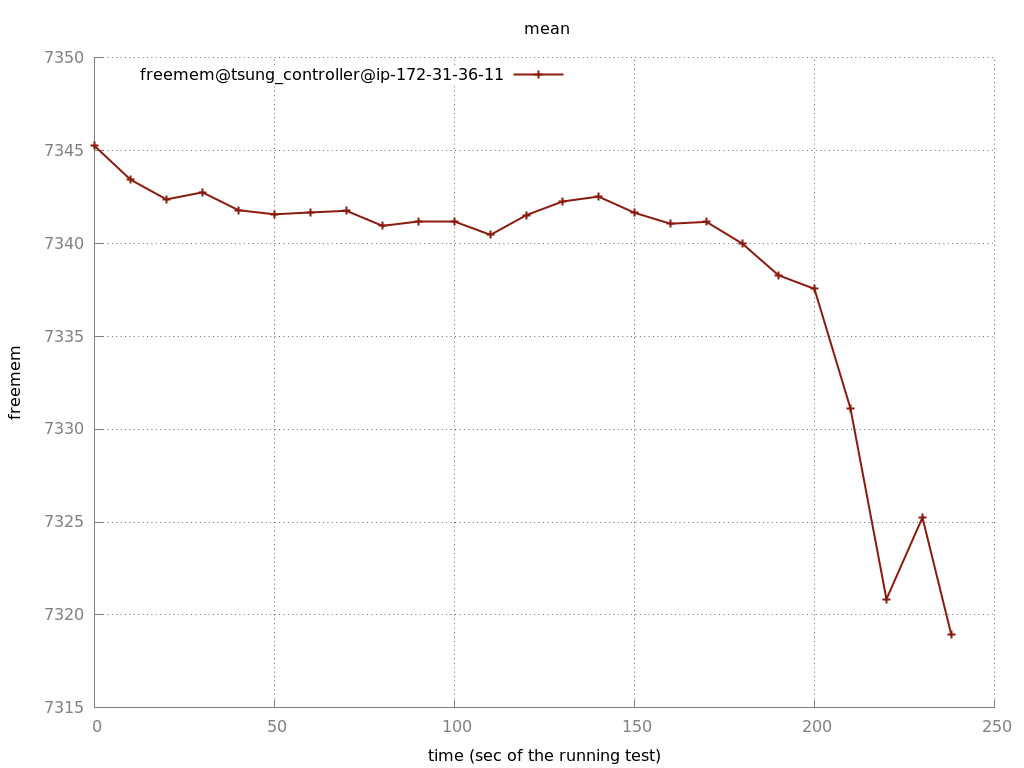 mean
7350
freemem@tsung_controller@ip-172-31-36-11
7345
7340
7335
7330
7325
7320
7315
freemem
0 50 100 150 200 250
time (sec of the running test)